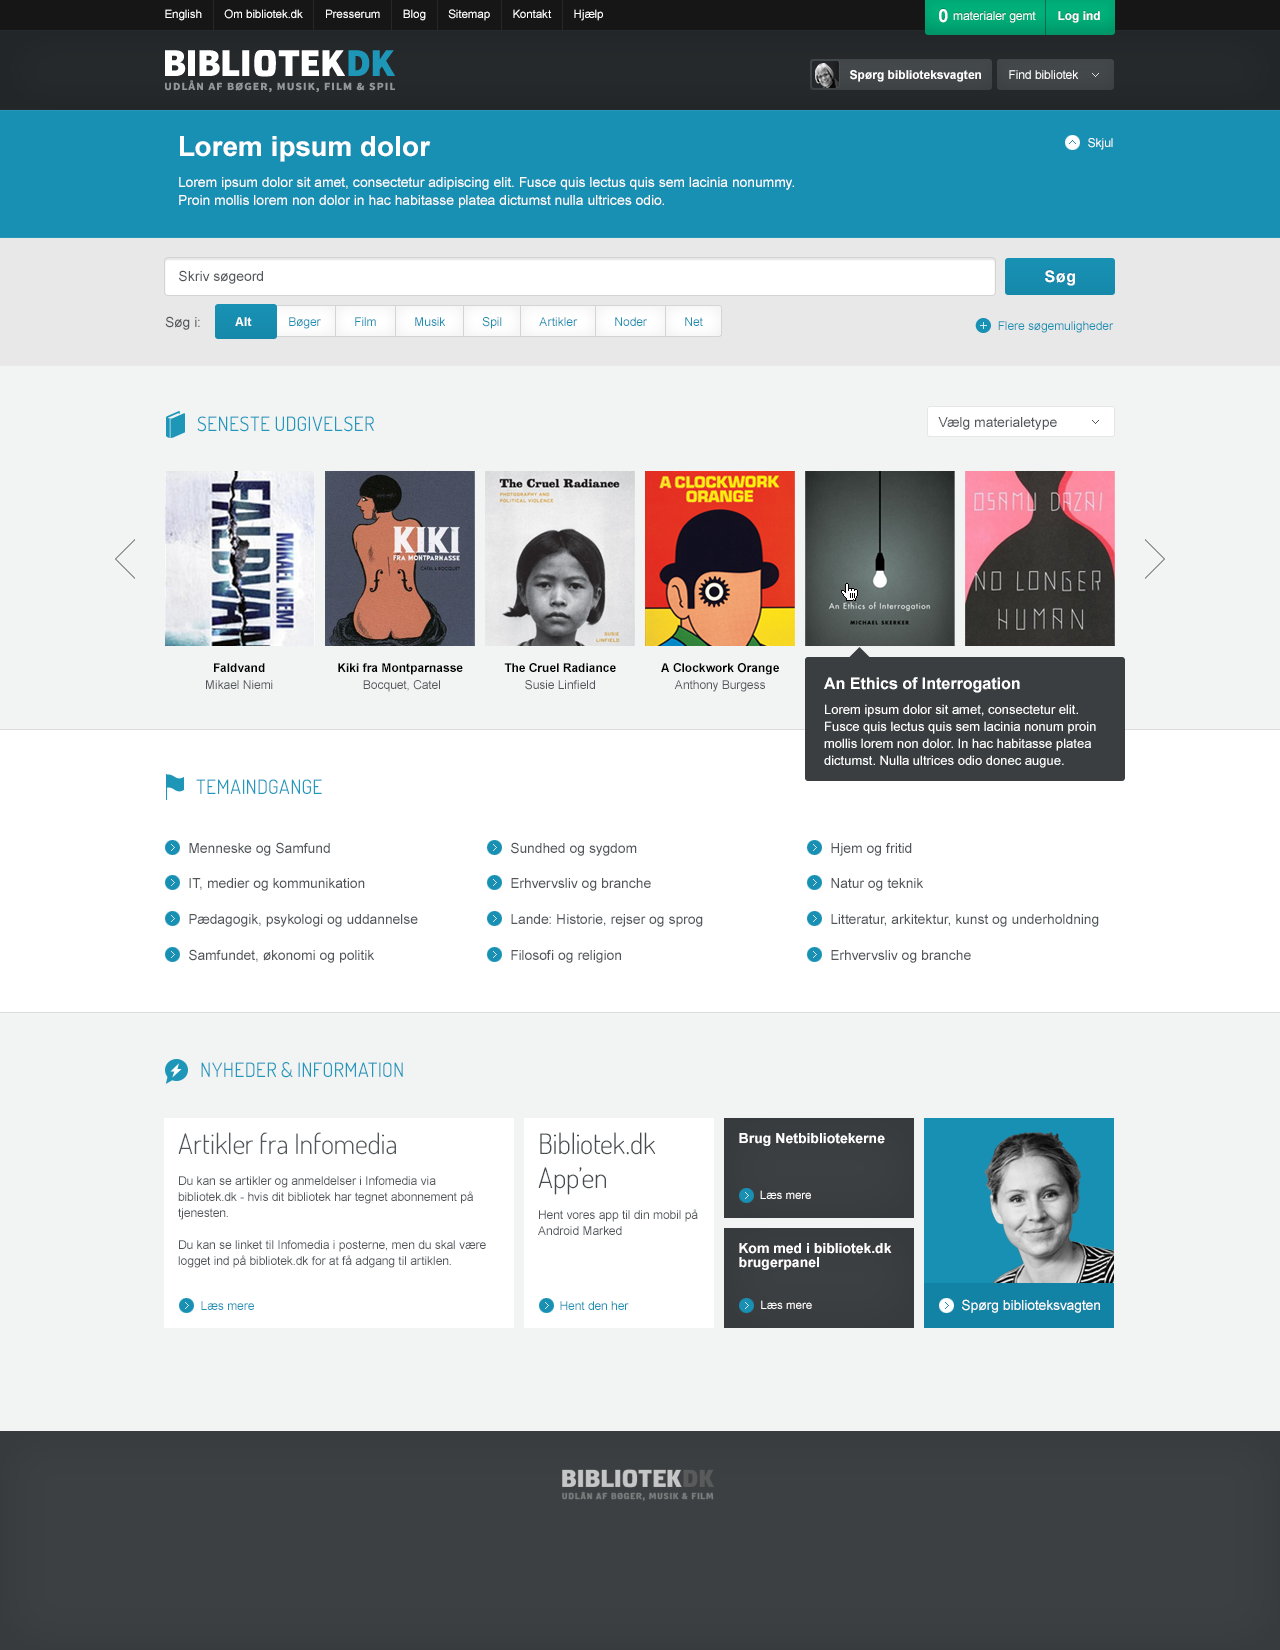 English Om bibliotek.dk Presserum Blog Sitemap Kontakt Hjælp
0 materialer gemt Log ind
BIBLIOTEKDK
UDLÅN AF BØGER, MUSIK, FILM & SPIL
Spørg biblioteksvagten Find bibliotek
Lorem ipsum dolor
Skjul
Lorem ipsum dolor sit amet, consectetur adipiscing elit. Fusce quis lectus quis sem lacinia nonummy.
Proin mollis lorem non dolor in hac habitasse platea dictumst nulla ultrices odio.
Skriv søgeord Søg
Søg i: Alt Bøger Film Musik Spil Artikler Noder Net
Flere søgemuligheder
SENESTE UDGIVELSER
Vælg materialetype
FALDVAN
MIKAEL NIEMI
KIKI
FRA MONTPARNASSE
CATEL & BOCQUET
The Cruel Radiance
PHOTOGRAPHY AND
POLITICAL VIOLENCE
SUSIE
LINFIELD
A CLOCKWORK
ORANGE
An Ethics of Interrogation
MICHAEL SKERKER
OSAMU DAZAI
NO LONGER
HUMAN
Faldvand
Mikael Niemi
Kiki fra Montparnasse
Bocquet, Catel
The Cruel Radiance
Susie Linfield
A Clockwork Orange
Anthony Burgess
An Ethics of Interrogation
Lorem ipsum dolor sit amet, consectetur elit.
Fusce quis lectus quis sem lacinia nonum proin
mollis lorem non dolor. In hac habitasse platea
dictumst. Nulla ultrices odio donec augue.
TEMAINDGANGE
Menneske og Samfund
IT, medier og kommunikation
Pædagogik, psykologi og uddannelse
Samfundet, økonomi og politik
Sundhed og sygdom
Erhvervsliv og branche
Lande: Historie, rejser og sprog
Filosofi og religion
Hjem og fritid
Natur og teknik
Litteratur, arkitektur, kunst og underholdning
Erhvervsliv og branche
NYHEDER & INFORMATION
Artikler fra Infomedia
Du kan se artikler og anmeldelser i Infomedia via
bibliotek.dk - hvis dit bibliotek har tegnet abonnement på
tjenesten.
Du kan se linket til Infomedia i posterne, men du skal være
logget ind på bibliotek.dk for at få adgang til artiklen.
Læs mere
Bibliotek.dk
App'en
Hent vores app til din mobil på
Android Marked
Hent den her
Brug Netbibliotekerne
Læs mere
Kom med i bibliotek.dk
brugerpanel
Læs mere
Spørg biblioteksvagten
BIBLIOTEKDK
UDLÅN AF BØGER, MUSIK & FILM